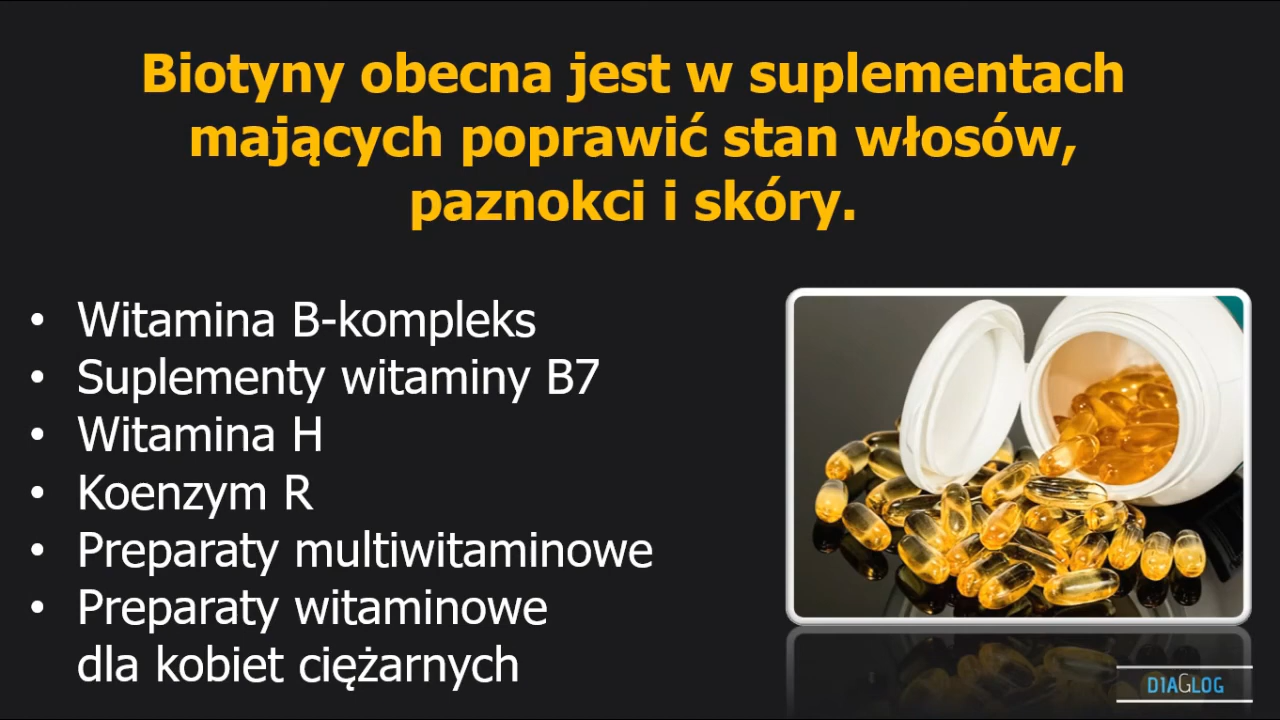 Biotyny obecna jest w suplementach
mających poprawić stan włosów,
paznokci i skóry.
• Witamina B-kompleks
• Suplementy witaminy B7
• Witamina H
• Koenzym R
• Preparaty multiwitaminowe
• Preparaty witaminowe
dla kobiet ciężarnych
DIAGLOG